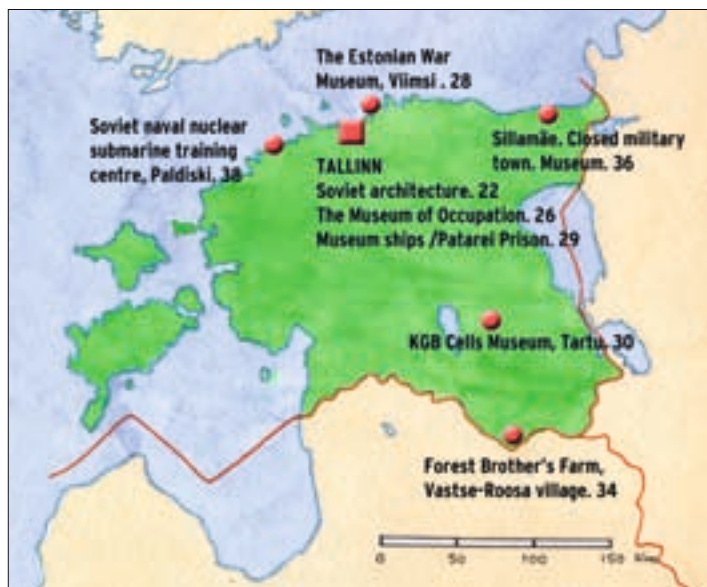 The Estonian War
Museum, Viimsi . 28
Soviet naval nuclear
submarine training
centre, Paldiski. 38
Sillamäe. Closed military
town. Museum. 36
TALLINN
Soviet architecture. 22
The Museum of Occupation. 26
Museum ships /Patarei Prison. 29
KGB Cells Museum, Tartu. 30
Forest Brother's Farm,
Vastse-Roosa village. 34
0 50 100 150